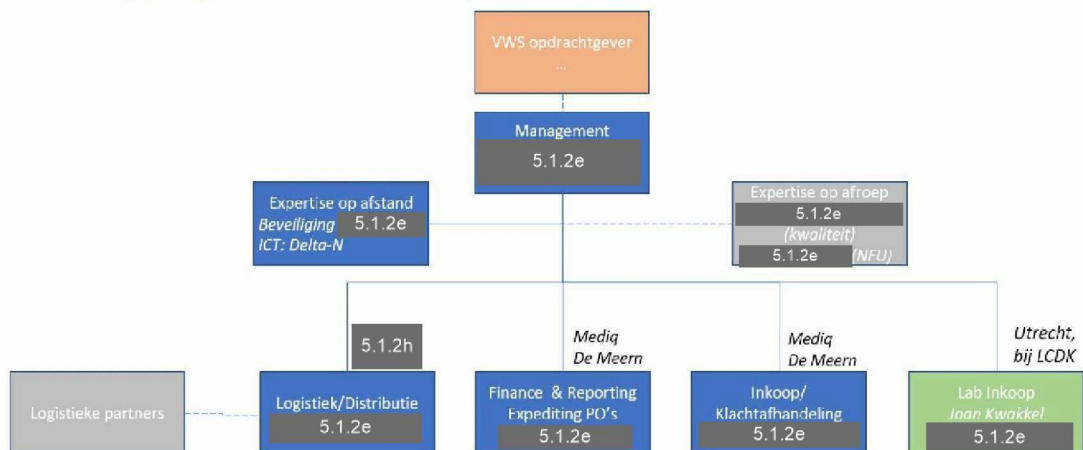 VWS opdrachtgever
...
Management
5.1.2e
Expertise op afstand
Beveiliging 5.1.2e
ICT: Delta-N
Expertise op afroep
5.1.2e
(kwaliteit)
5.1.2e (NFU)
5.1.2h
Mediq
De Meern
Mediq
De Meern
Utrecht,
bij LCDK
Logistieke partners
Logistiek/Distributie
5.1.2e
Finance & Reporting
Expediting PO's
5.1.2e
Inkoop/
Klachtafhandeling
5.1.2e
Lab Inkoop
Jaan Kwakkel
5.1.2e